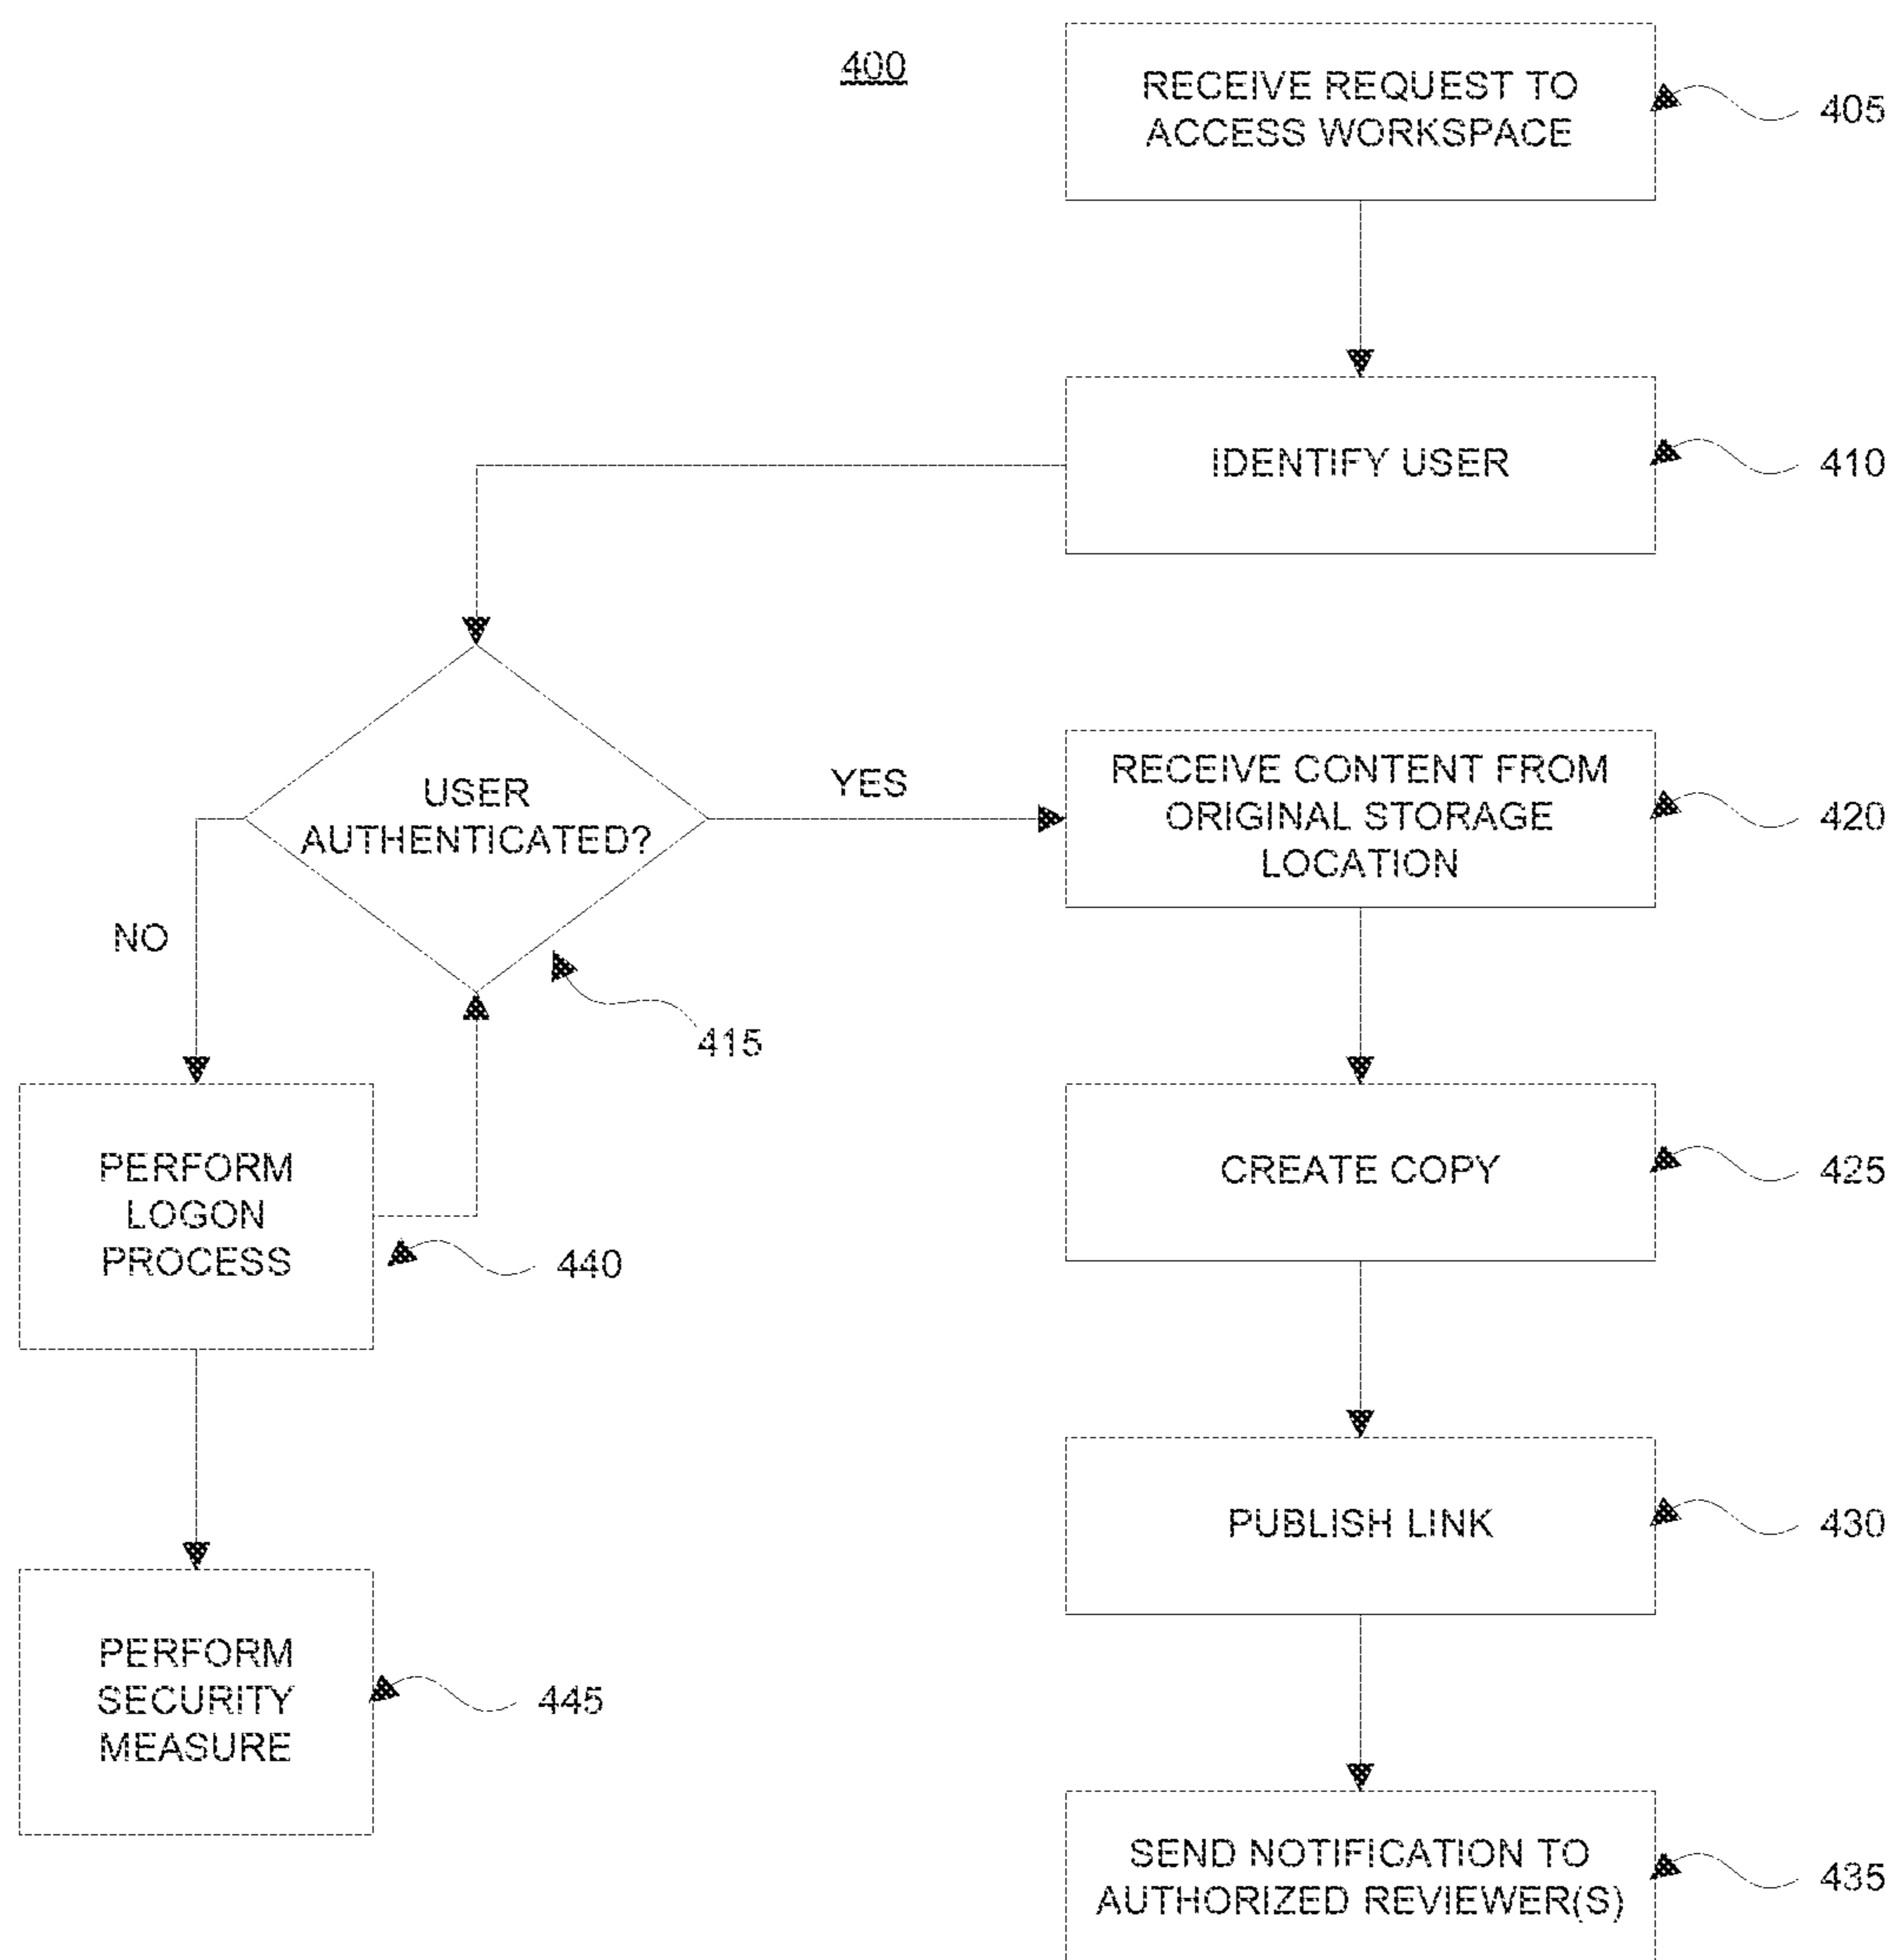 400
RECEIVE REQUEST TO
ACCESS WORKSPACE
405
IDENTIFY USER
410
USER
AUTHENTICATED?
415
YES
NO
RECEIVE CONTENT FROM
ORIGINAL STORAGE
LOCATION
420
CREATE COPY
425
PERFORM
LOGON
PROCESS
440
PUBLISH LINK
430
PERFORM
SECURITY
MEASURE
445
SEND NOTIFICATION TO
AUTHORIZED REVIEWER(S)
435